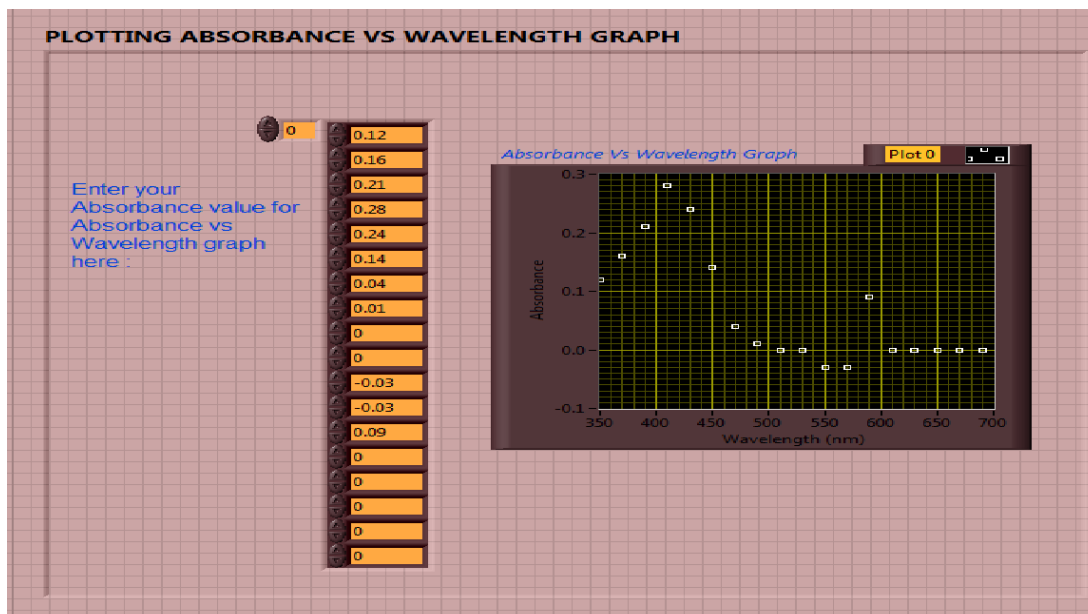 PLOTTING ABSORBANCE VS WAVELENGTH GRAPH
0
0.12
0.16
0.21
0.28
0.24
0.14
0.04
0.01
0
0
-0.03
-0.03
0.09
0
0
0
0
0
Enter your
Absorbance value for
Absorbance vs
Wavelength graph
here :
Absorbance Vs Wavelength Graph
Plot 0
Absorbance
0.3
0.2
0.1
0.0
-0.1
350 400 450 500 550 600 650 700
Wavelength (nm)